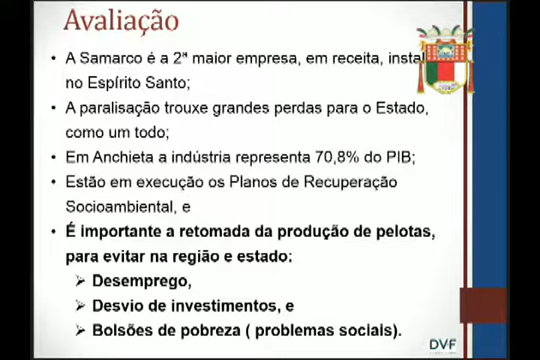 Avaliação
• A Samarco é a 2ª maior empresa, em receita, instal
no Espírito Santo;
• A paralisação trouxe grandes perdas para o Estado,
como um todo;
• Em Anchieta a indústria representa 70,8% do PIB;
• Estão em execução os Planos de Recuperação
Socioambiental, e
• É importante a retomada da produção de pelotas,
para evitar na região e estado:
➢ Desemprego,
➢ Desvio de investimentos, e
➢ Bolsões de pobreza ( problemas sociais).
DVF